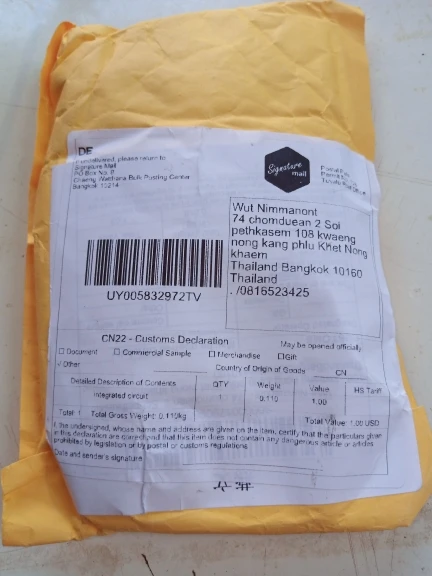 DE
If undelivered, please return to
Signature Mail
PO Box No. 8
Chaeng Watthana Bulk Posting Center
Bangkok 10214
Signature
mail
Postal P
Permit
Tuvalu Post Office
Wut Nimmanont
74 chomduean 2 Soi
pethkasem 108 kwaeng
nong kang phlu Khet Nong
khaem
Thailand Bangkok 10160
Thailand
. /0816523425
UY005832972TV
CN22 - Customs Declaration
May be opened officially
Document Commercial Sample Merchandise Gift
Other Country of Origin of Goods CN
Detailed Description of Contents QTY Weight Value HS Tariff
Integrated circuit 1 0.110 1.00
Total 1 Total Gross Weight: 0.110kg Total Value: 1.00 USD
I, the undersigned, whose name and address are given on the item, certify that the particulars given
in this declaration are correct and that this item does not contain any dangerous article or articles
prohibited by legislation or by postal or customs regulations
Date and sender's signature